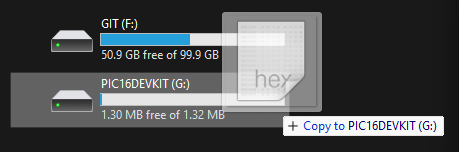 GIT (F:)
50.9 GB free of 99.9 GB
hex
PIC16DEVKIT (G:)
1.30 MB free of 1.32 MB
+ Copy to PIC16DEVKIT (G:)